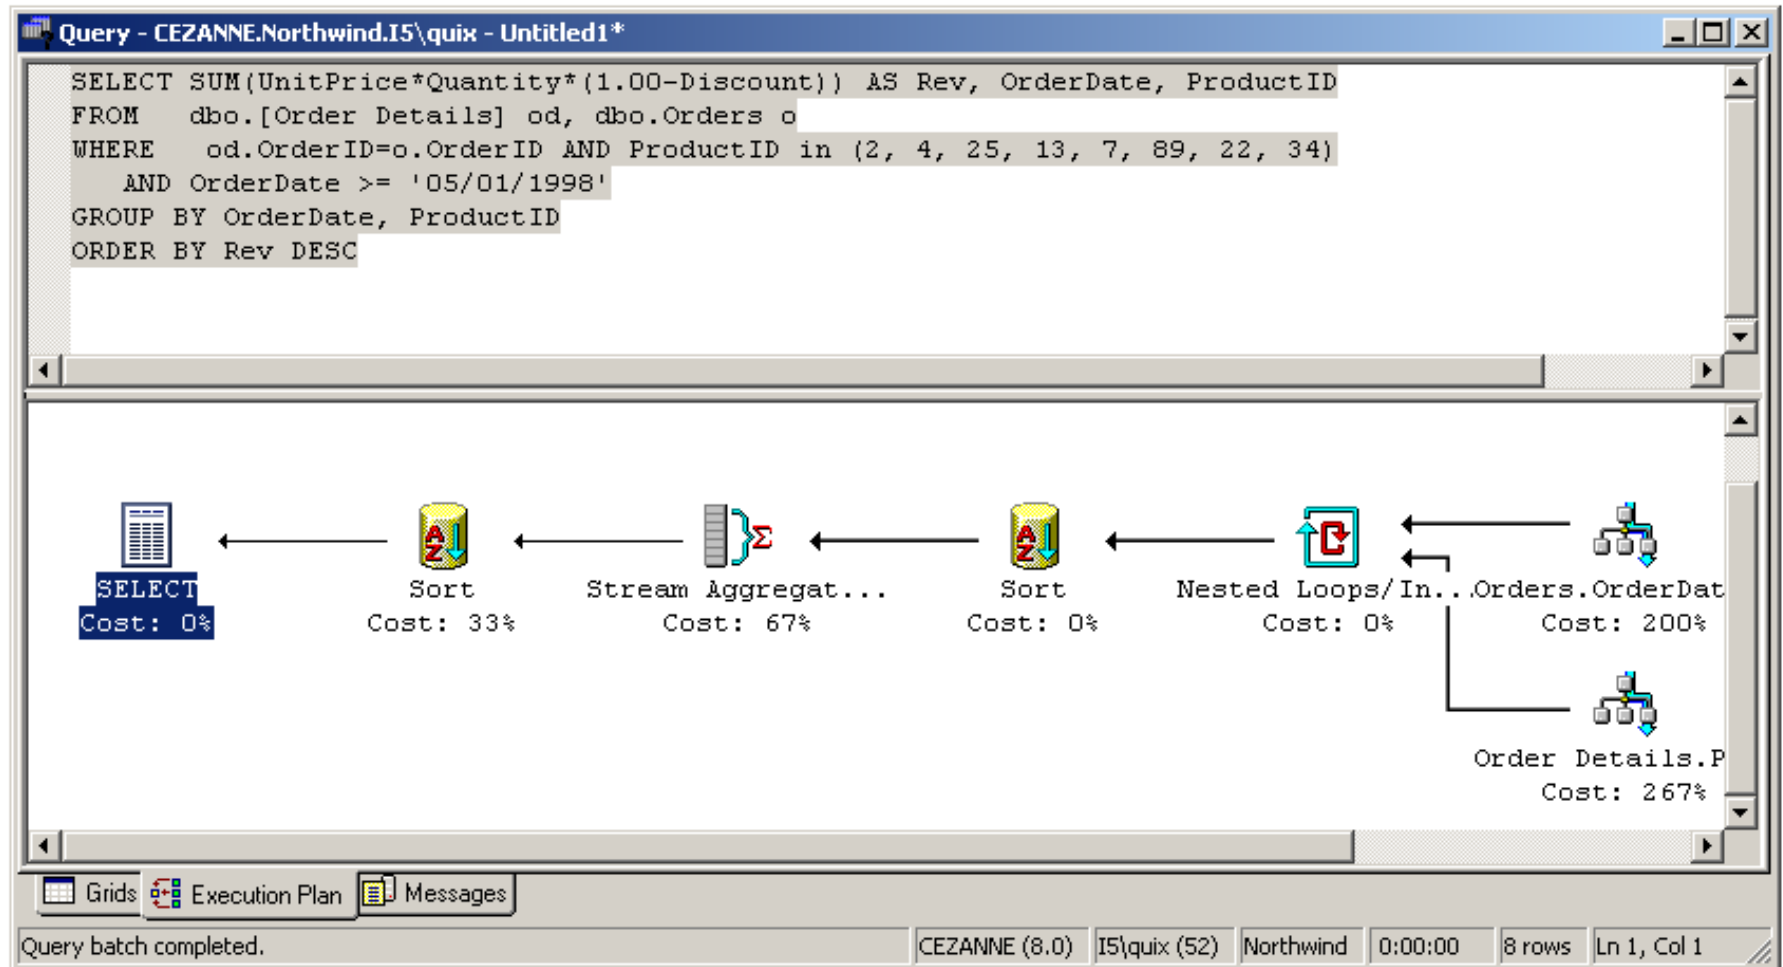 Query - CEZANNE.Northwind.I5\quix - Untitled1*
SELECT SUM(UnitPrice*Quantity*(1.00-Discount)) AS Rev, OrderDate, ProductID
FROM dbo.[Order Details] od, dbo.Orders o
WHERE od.OrderID=o.OrderID AND ProductID in (2, 4, 25, 13, 7, 89, 22, 34)
AND OrderDate >= '05/01/1998'
GROUP BY OrderDate, ProductID
ORDER BY Rev DESC
SELECT Sort Stream Aggregat... Sort Nested Loops/In... Orders.OrderDat
Cost: 0% Cost: 33% Cost: 67% Cost: 0% Cost: 0% Cost: 200%
Order Details.P
Cost: 267%
Grids Execution Plan Messages
Query batch completed. CEZANNE (8.0) I5\quix (52) Northwind 0:00:00 8 rows Ln 1, Col 1